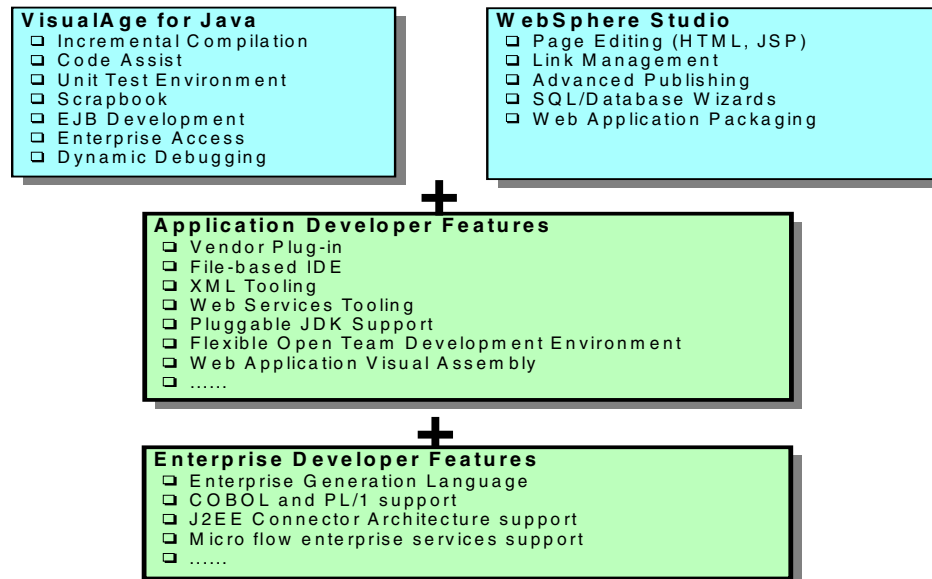 VisualAge for Java
❑ Incremental Compilation
❑ Code Assist
❑ Unit Test Environment
❑ Scrapbook
❑ EJB Development
❑ Enterprise Access
❑ Dynamic Debugging
WebSphere Studio
❑ Page Editing (HTML, JSP)
❑ Link Management
❑ Advanced Publishing
❑ SQL/Database Wizards
❑ Web Application Packaging
+
Application Developer Features
❑ Vendor Plug-in
❑ File-based IDE
❑ XML Tooling
❑ Web Services Tooling
❑ Pluggable JDK Support
❑ Flexible Open Team Development Environment
❑ Web Application Visual Assembly
❑ ......
+
Enterprise Developer Features
❑ Enterprise Generation Language
❑ COBOL and PL/1 support
❑ J2EE Connector Architecture support
❑ Micro flow enterprise services support
❑ ......